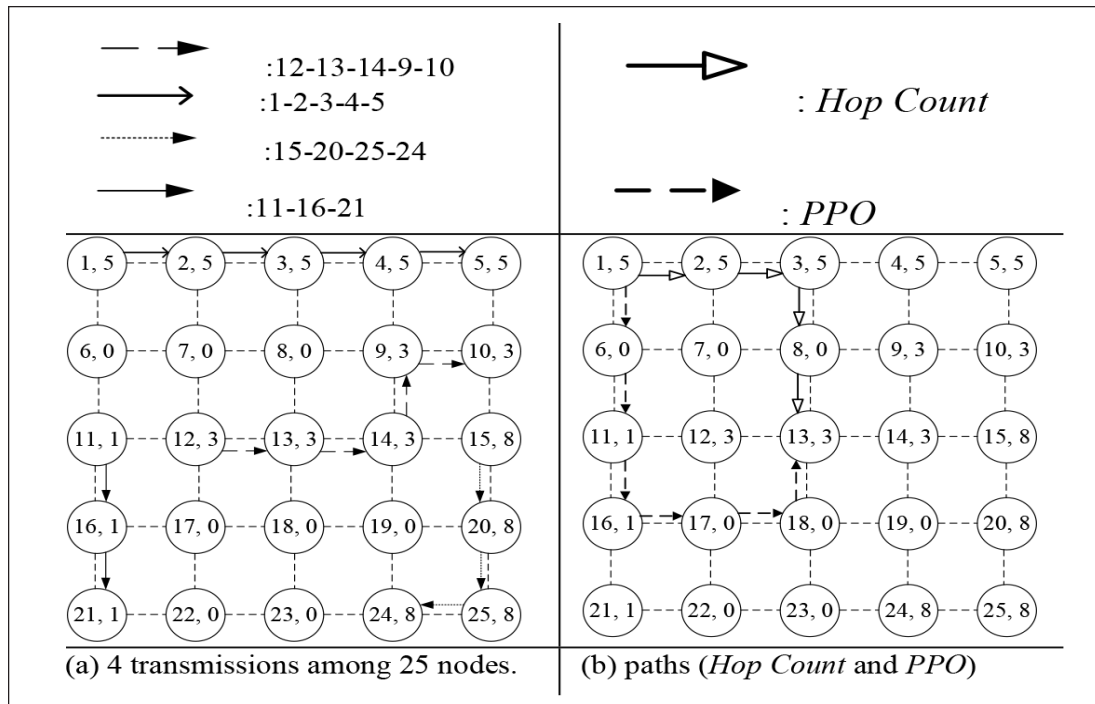 :12-13-14-9-10
:1-2-3-4-5
:15-20-25-24
:11-16-21
: Hop Count
: PPO
1, 5 2, 5 3, 5 4, 5 5, 5
6, 0 7, 0 8, 0 9, 3 10, 3
11, 1 12, 3 13, 3 14, 3 15, 8
16, 1 17, 0 18, 0 19, 0 20, 8
21, 1 22, 0 23, 0 24, 8 25, 8
(a) 4 transmissions among 25 nodes.
1, 5 2, 5 3, 5 4, 5 5, 5
6, 0 7, 0 8, 0 9, 3 10, 3
11, 1 12, 3 13, 3 14, 3 15, 8
16, 1 17, 0 18, 0 19, 0 20, 8
21, 1 22, 0 23, 0 24, 8 25, 8
(b) paths (Hop Count and PPO)